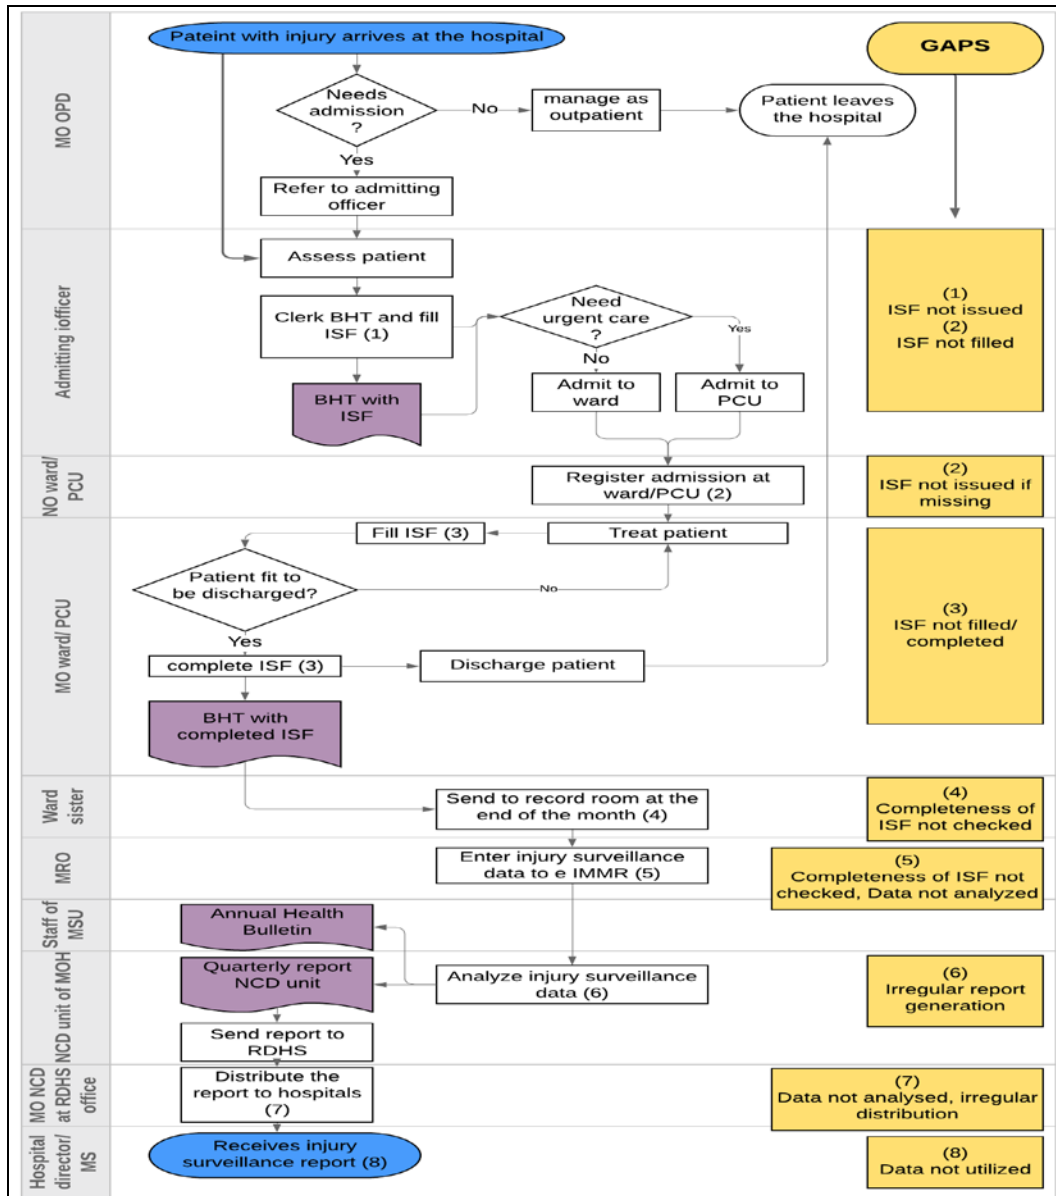 Pateint with injury arrives at the hospital
GAPS
MO OPD
Needs
admission
?
No
manage as
outpatient
Patient leaves
the hospital
Yes
Refer to admitting
officer
Admitting iofficer
Assess patient
Clerk BHT and fill
ISF (1)
Need
urgent care
?
Yes
No
BHT with
ISF
Admit to
ward
Admit to
PCU
(1)
ISF not issued
(2)
ISF not filled
NO ward/
PCU
Register admission at
ward/PCU (2)
(2)
ISF not issued if
missing
MO ward/ PCU
Fill ISF (3)
Treat patient
Patient fit to
be discharged?
No
Yes
complete ISF (3)
Discharge patient
BHT with
completed ISF
(3)
ISF not filled/
completed
Ward
sister
Send to record room at the
end of the month (4)
(4)
Completeness of
ISF not checked
MRO
Enter injury surveillance
data to e IMMR (5)
(5)
Completeness of ISF not
checked, Data not analyzed
Staff of
MSU
Annual Health
Bulletin
NCD unit of MOH
Quarterly report
NCD unit
Analyze injury surveillance
data (6)
(6)
Irregular report
generation
Send report to
RDHS
MO NCD
at RDHS
office
Distribute the
report to hospitals
(7)
(7)
Data not analysed, irregular
distribution
Hospital
director/
MS
Receives injury
surveillance report (8)
(8)
Data not utilized